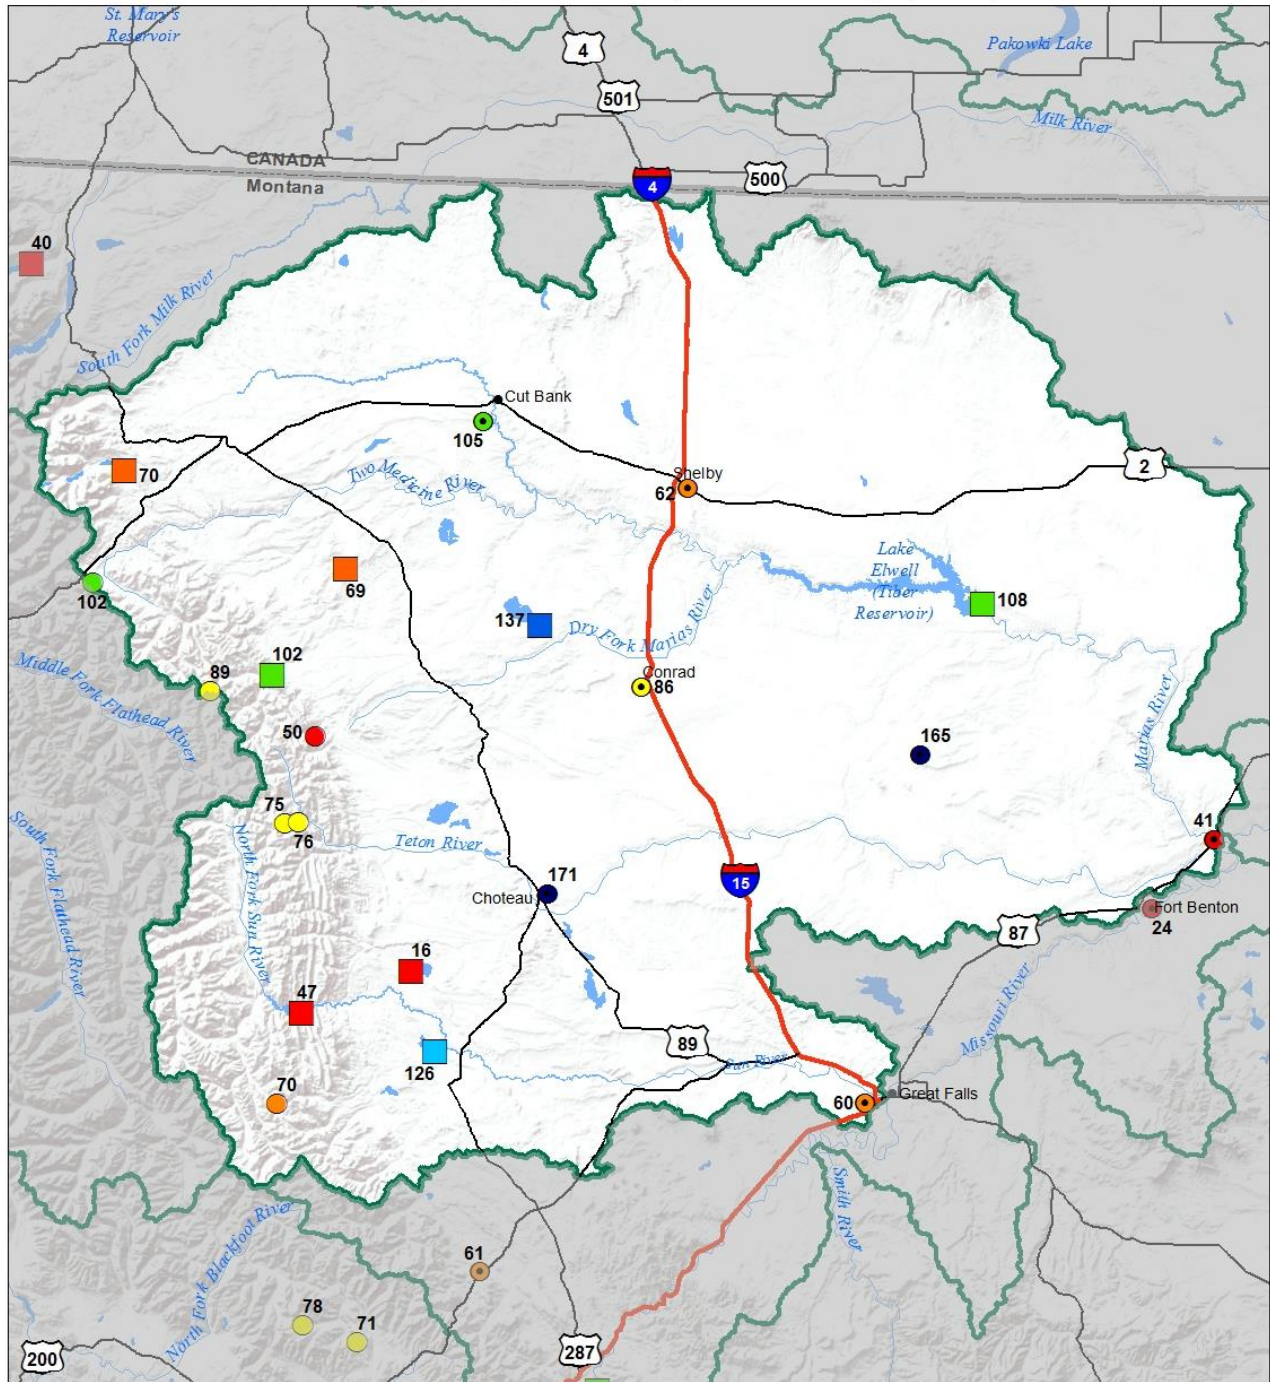 St. Mary's
Reservoir
4
Pakowki Lake
501
Milk River
CANADA
Montana
4
500
40
South Fork Milk River
Cut Bank
105
2
70
Two Medicine River
Shelby
62
Lake
Elwell
(Tiber
Reservoir)
69
102
108
137
Dry Fork Marias River
102
Middle Fork Flathead River
89
Conrad
86
Marias River
50
165
75
76
Teton River
41
South Fork Flathead River
North Fork Sun River
171
15
Choteau
Fort Benton
24
87
16
47
Missouri River
89
126
Sun River
70
60
Great Falls
Smith River
North Fork Blackfoot River
61
78
71
287
200